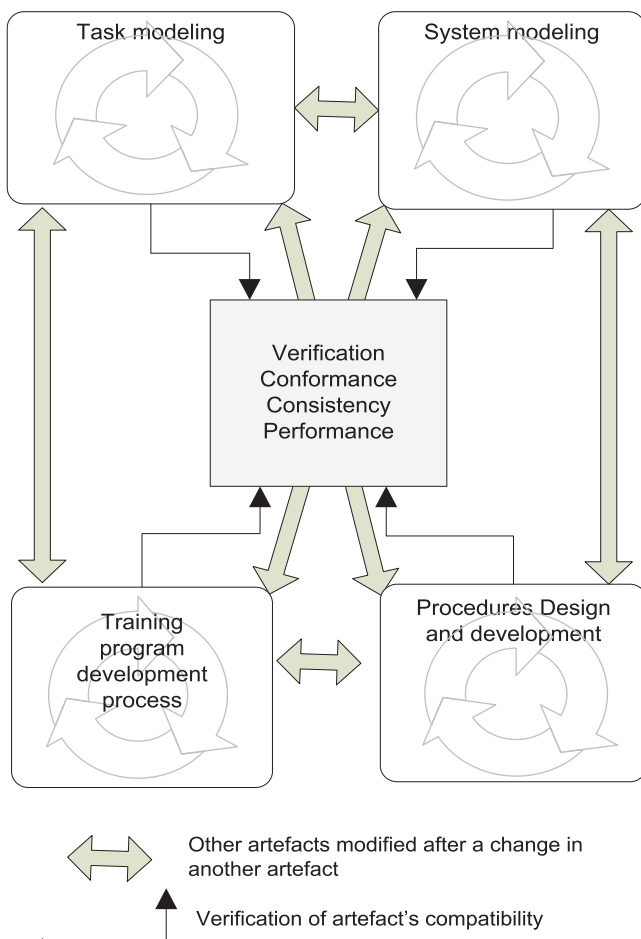 Task modeling
System modeling
Verification
Conformance
Consistency
Performance
Training
program
development
process
Procedures Design
and development
Other artefacts modified after a change in
another artefact
Verification of artefact's compatibility